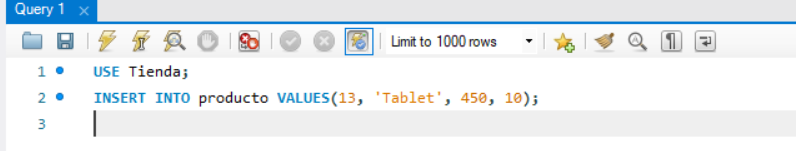 Query 1
Limit to 1000 rows
1 USE Tienda;
2 INSERT INTO producto VALUES(13, 'Tablet', 450, 10);
3